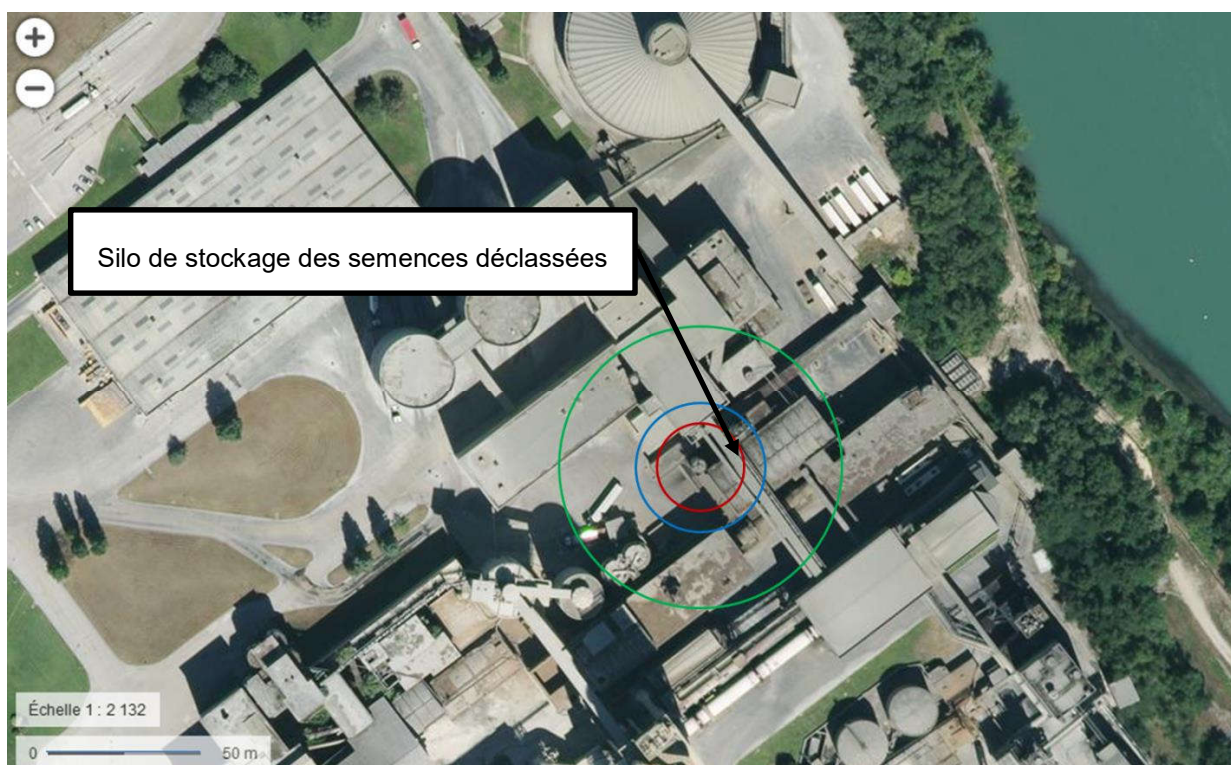 +
−
Silo de stockage des semences déclassées
Échelle 1 : 2 132
0 50 m